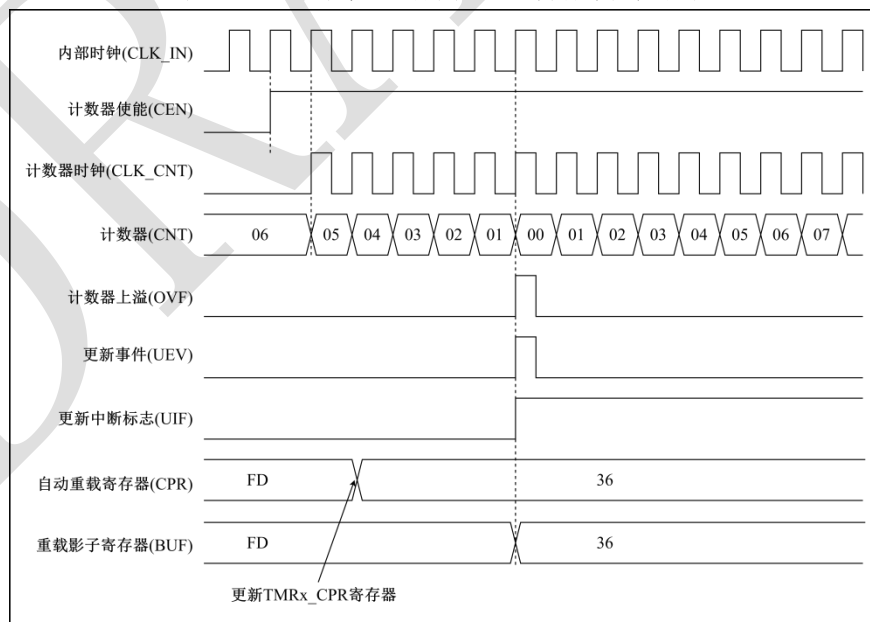 内部时钟(CLK_IN)
计数器使能(CEN)
计数器时钟(CLK_CNT)
计数器(CNT) 06 05 04 03 02 01 00 01 02 03 04 05 06 07
计数器上溢(OVF)
更新事件(UEV)
更新中断标志(UIF)
自动重载寄存器(CPR) FD 36
重载影子寄存器(BUF) FD 36
更新TMRx_CPR寄存器